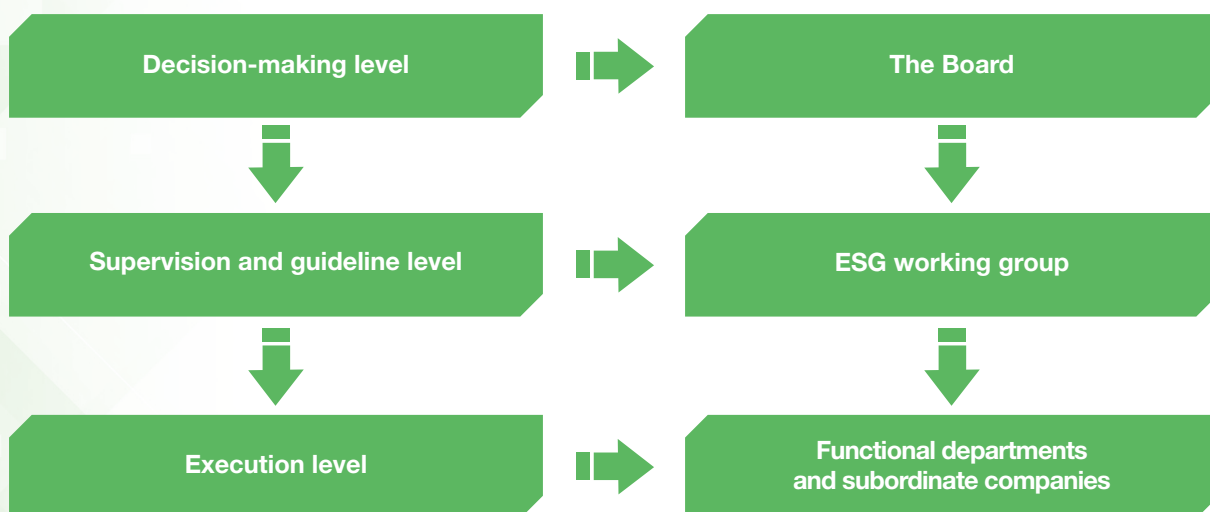 Decision-making level
The Board
Supervision and guideline level
ESG working group
Execution level
Functional departments
and subordinate companies